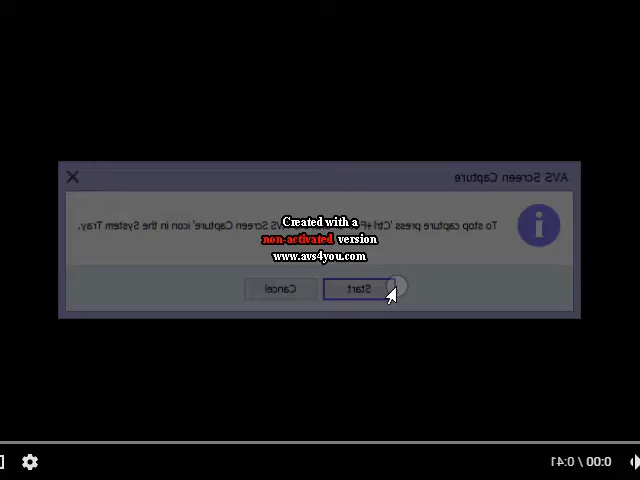 AVS Screen Capture
Created with a
To stop capture press 'Ctrl+F AVS Screen Capture' icon in the System Tray.
non-activated version
www.avs4you.com
Start
Cancel
0:00 / 0:41